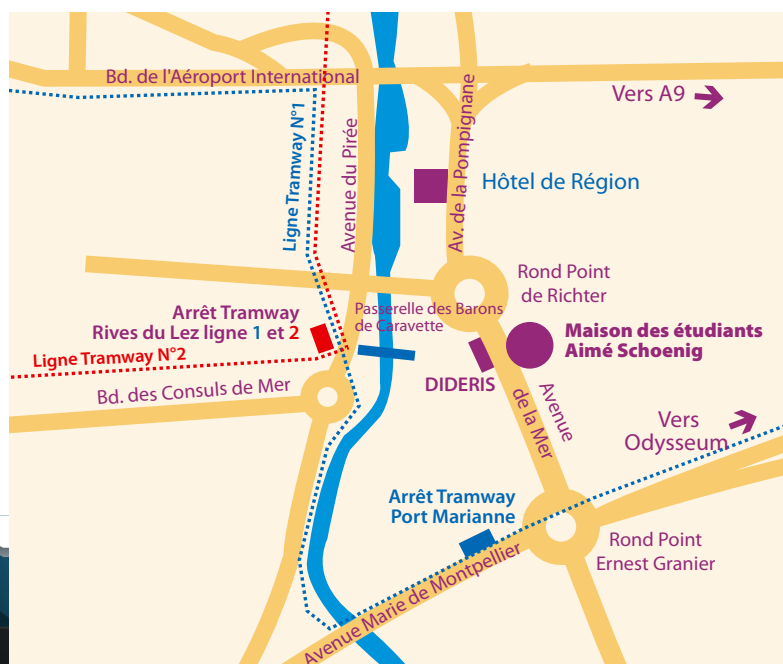 Bd. de l'Aéroport International
Vers A9
Ligne Tramway N°1
Avenue du Pirée
Av. de la Pompignane
Hôtel de Région
Rond Point
de Richter
Arrêt Tramway
Rives du Lez ligne 1 et 2
Passerelle des Barons
de Caravette
Maison des étudiants
Aimé Schoenig
Ligne Tramway N°2
Bd. des Consuls de Mer
DIDERIS
Avenue
de la Mer
Vers
Odysseum
Arrêt Tramway
Port Marianne
Rond Point
Ernest Granier
Avenue Marie de Montpellier